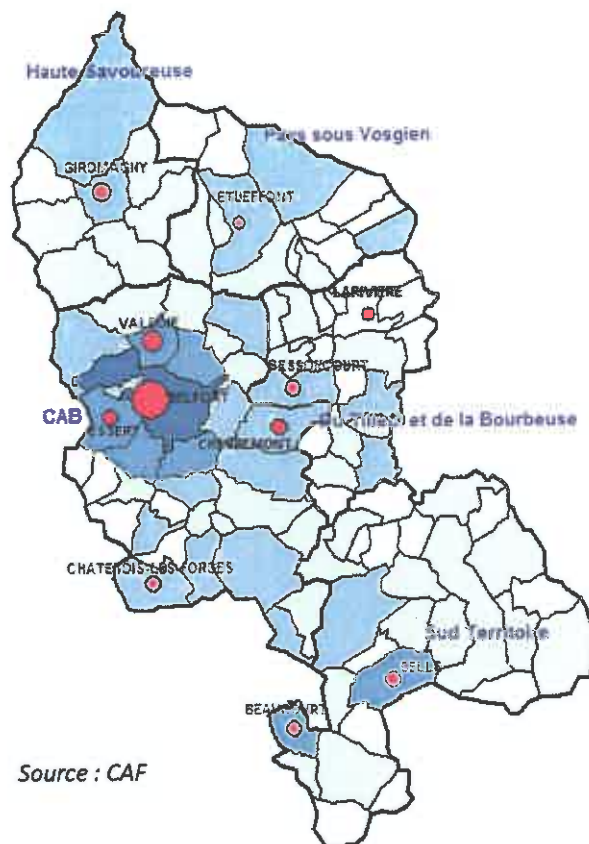 Haute Savoureuse
Pays sous Vosgien
GIROMAGNY
ETUEFFONT
LARIVIERE
VALDOIE
BESSONCOURT
BELFORT
CAB
ESSERT
CHEVREMONT
et de la Bourbeuse
CHATENOIS-LES-FORGES
Sud Territoire
DELLE
BEAUCOURT
Source : CAF